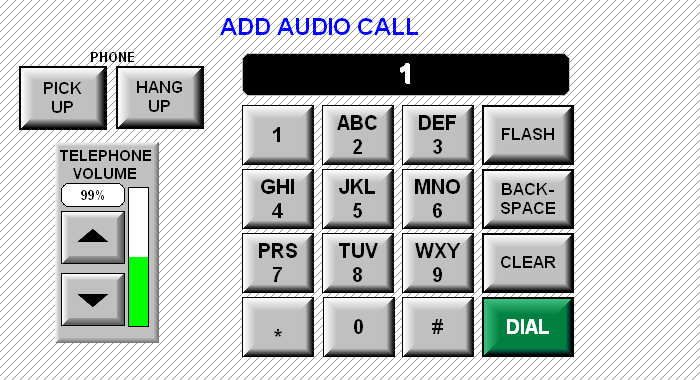 ADD AUDIO CALL
PHONE
PICK
UP
HANG
UP
TELEPHONE
VOLUME
99%
1
1
ABC
2
DEF
3
FLASH
GHI
4
JKL
5
MNO
6
BACK-
SPACE
PRS
7
TUV
8
WXY
9
CLEAR
*
0
#
DIAL